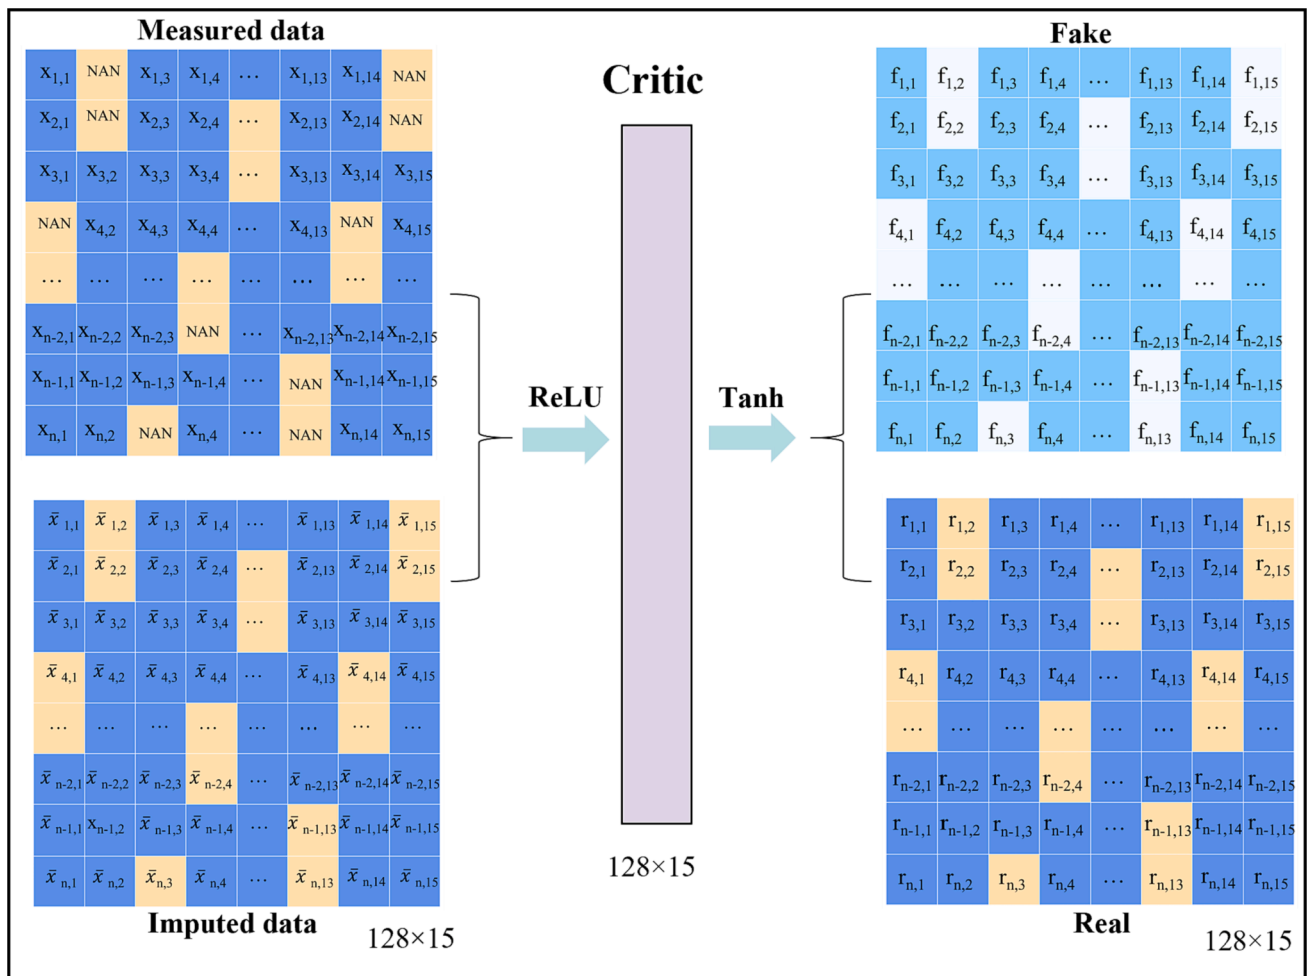 Measured data
x1,1 NAN x1,3 x1,4 … x1,13 x1,14 NAN
x2,1 NAN x2,3 x2,4 … x2,13 x2,14 NAN
x3,1 x3,2 x3,3 x3,4 … x3,13 x3,14 x3,15
NAN x4,2 x4,3 x4,4 … x4,13 NAN x4,15
… … … … … … … …
xn-2,1 xn-2,2 xn-2,3 NAN … xn-2,13 xn-2,14 xn-2,15
xn-1,1 xn-1,2 xn-1,3 xn-1,4 … NAN xn-1,14 xn-1,15
xn,1 xn,2 NAN xn,4 … NAN xn,14 xn,15
x̄1,1 x̄1,2 x̄1,3 x̄1,4 … x̄1,13 x̄1,14 x̄1,15
x̄2,1 x̄2,2 x̄2,3 x̄2,4 … x̄2,13 x̄2,14 x̄2,15
x̄3,1 x̄3,2 x̄3,3 x̄3,4 … x̄3,13 x̄3,14 x̄3,15
x̄4,1 x̄4,2 x̄4,3 x̄4,4 … x̄4,13 x̄4,14 x̄4,15
… … … … … … … …
x̄n-2,1 x̄n-2,2 x̄n-2,3 x̄n-2,4 … x̄n-2,13 x̄n-2,14 x̄n-2,15
x̄n-1,1 xn-1,2 x̄n-1,3 x̄n-1,4 … x̄n-1,13 x̄n-1,14 x̄n-1,15
x̄n,1 x̄n,2 x̄n,3 x̄n,4 … x̄n,13 x̄n,14 x̄n,15
Imputed data
128×15
ReLU
Critic
128×15
Tanh
Fake
f1,1 f1,2 f1,3 f1,4 … f1,13 f1,14 f1,15
f2,1 f2,2 f2,3 f2,4 … f2,13 f2,14 f2,15
f3,1 f3,2 f3,3 f3,4 … f3,13 f3,14 f3,15
f4,1 f4,2 f4,3 f4,4 … f4,13 f4,14 f4,15
… … … … … … … …
fn-2,1 fn-2,2 fn-2,3 fn-2,4 … fn-2,13 fn-2,14 fn-2,15
fn-1,1 fn-1,2 fn-1,3 fn-1,4 … fn-1,13 fn-1,14 fn-1,15
fn,1 fn,2 fn,3 fn,4 … fn,13 fn,14 fn,15
r1,1 r1,2 r1,3 r1,4 … r1,13 r1,14 r1,15
r2,1 r2,2 r2,3 r2,4 … r2,13 r2,14 r2,15
r3,1 r3,2 r3,3 r3,4 … r3,13 r3,14 r3,15
r4,1 r4,2 r4,3 r4,4 … r4,13 r4,14 r4,15
… … … … … … … …
rn-2,1 rn-2,2 rn-2,3 rn-2,4 … rn-2,13 rn-2,14 rn-2,15
rn-1,1 rn-1,2 rn-1,3 rn-1,4 … rn-1,13 rn-1,14 rn-1,15
rn,1 rn,2 rn,3 rn,4 … rn,13 rn,14 rn,15
Real
128×15